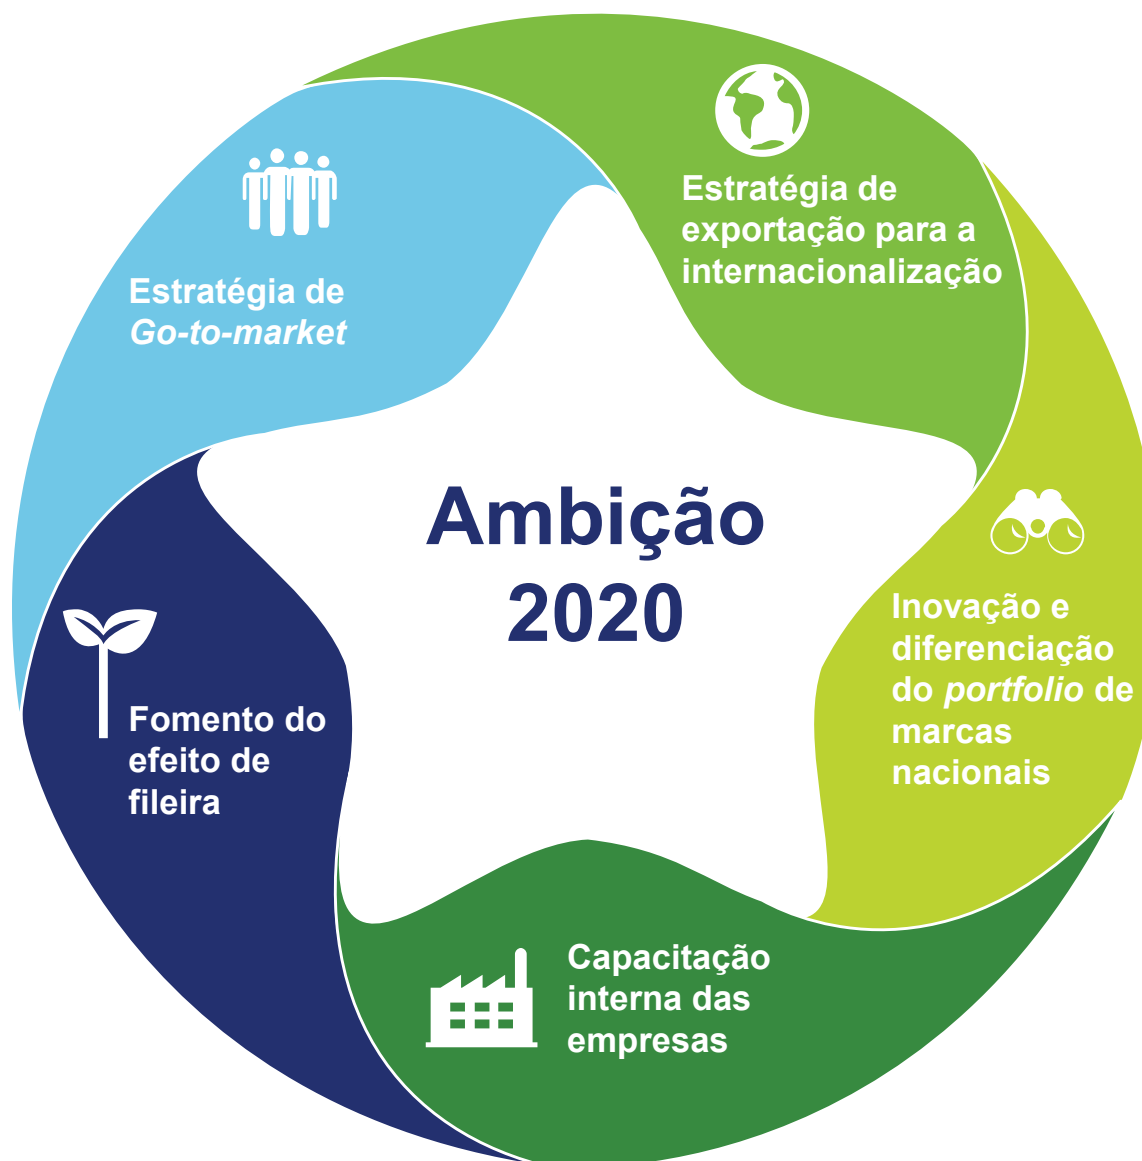 Estratégia de
exportação para a
internacionalização
Estratégia de
Go-to-market
Ambição
2020
Inovação e
diferenciação
do portfolio de
marcas
nacionais
Fomento do
efeito de
fileira
Capacitação
interna das
empresas